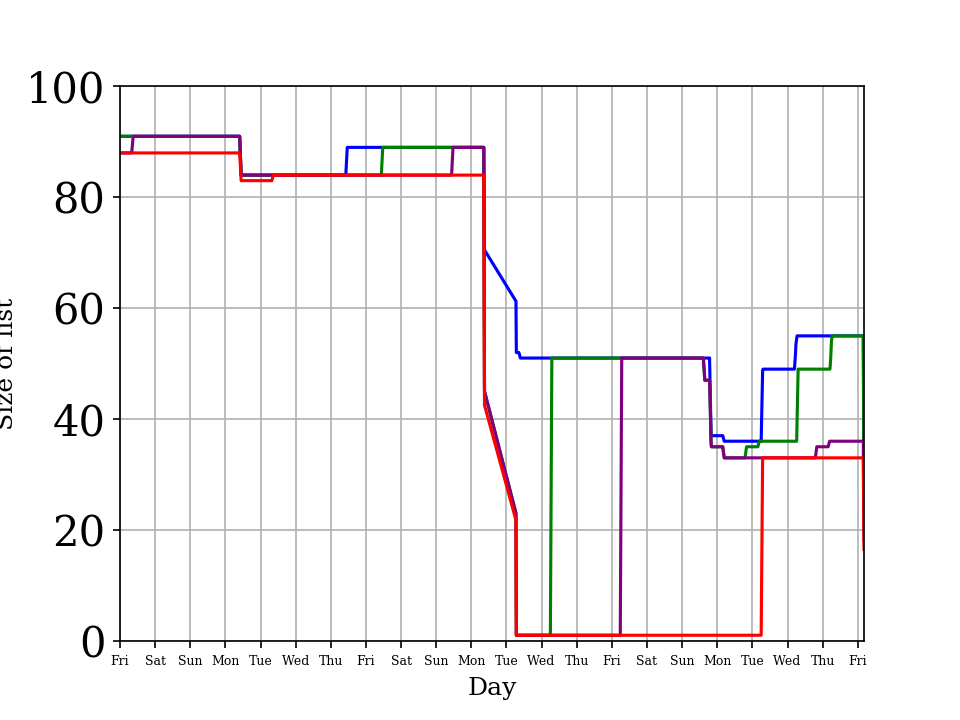 100
80
60
40
20
0
Size of list
Fri Sat Sun Mon Tue Wed Thu Fri Sat Sun Mon Tue Wed Thu Fri Sat Sun Mon Tue Wed Thu Fri
Day